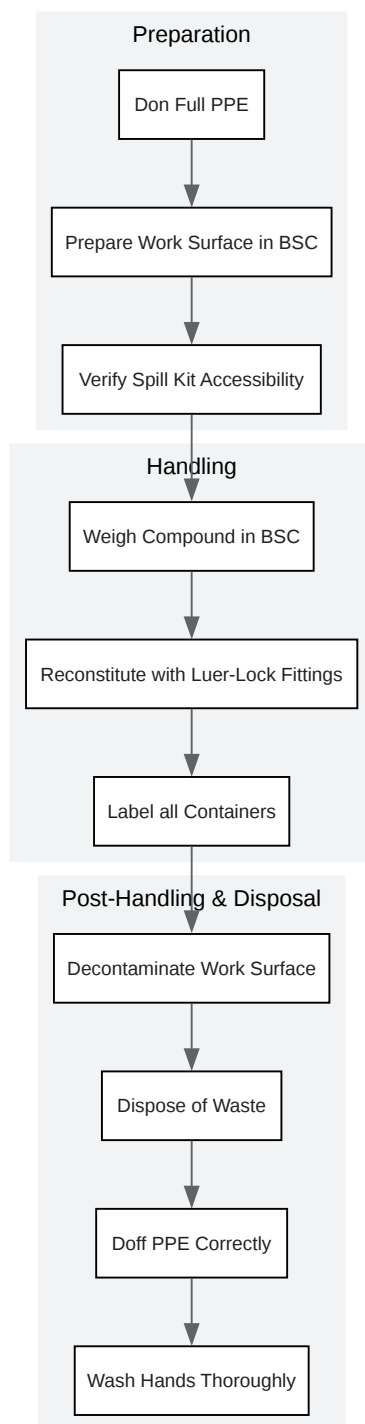 Preparation
Don Full PPE
Prepare Work Surface in BSC
Verify Spill Kit Accessibility
Handling
Weigh Compound in BSC
Reconstitute with Luer-Lock Fittings
Label all Containers
Post-Handling & Disposal
Decontaminate Work Surface
Dispose of Waste
Doff PPE Correctly
Wash Hands Thoroughly